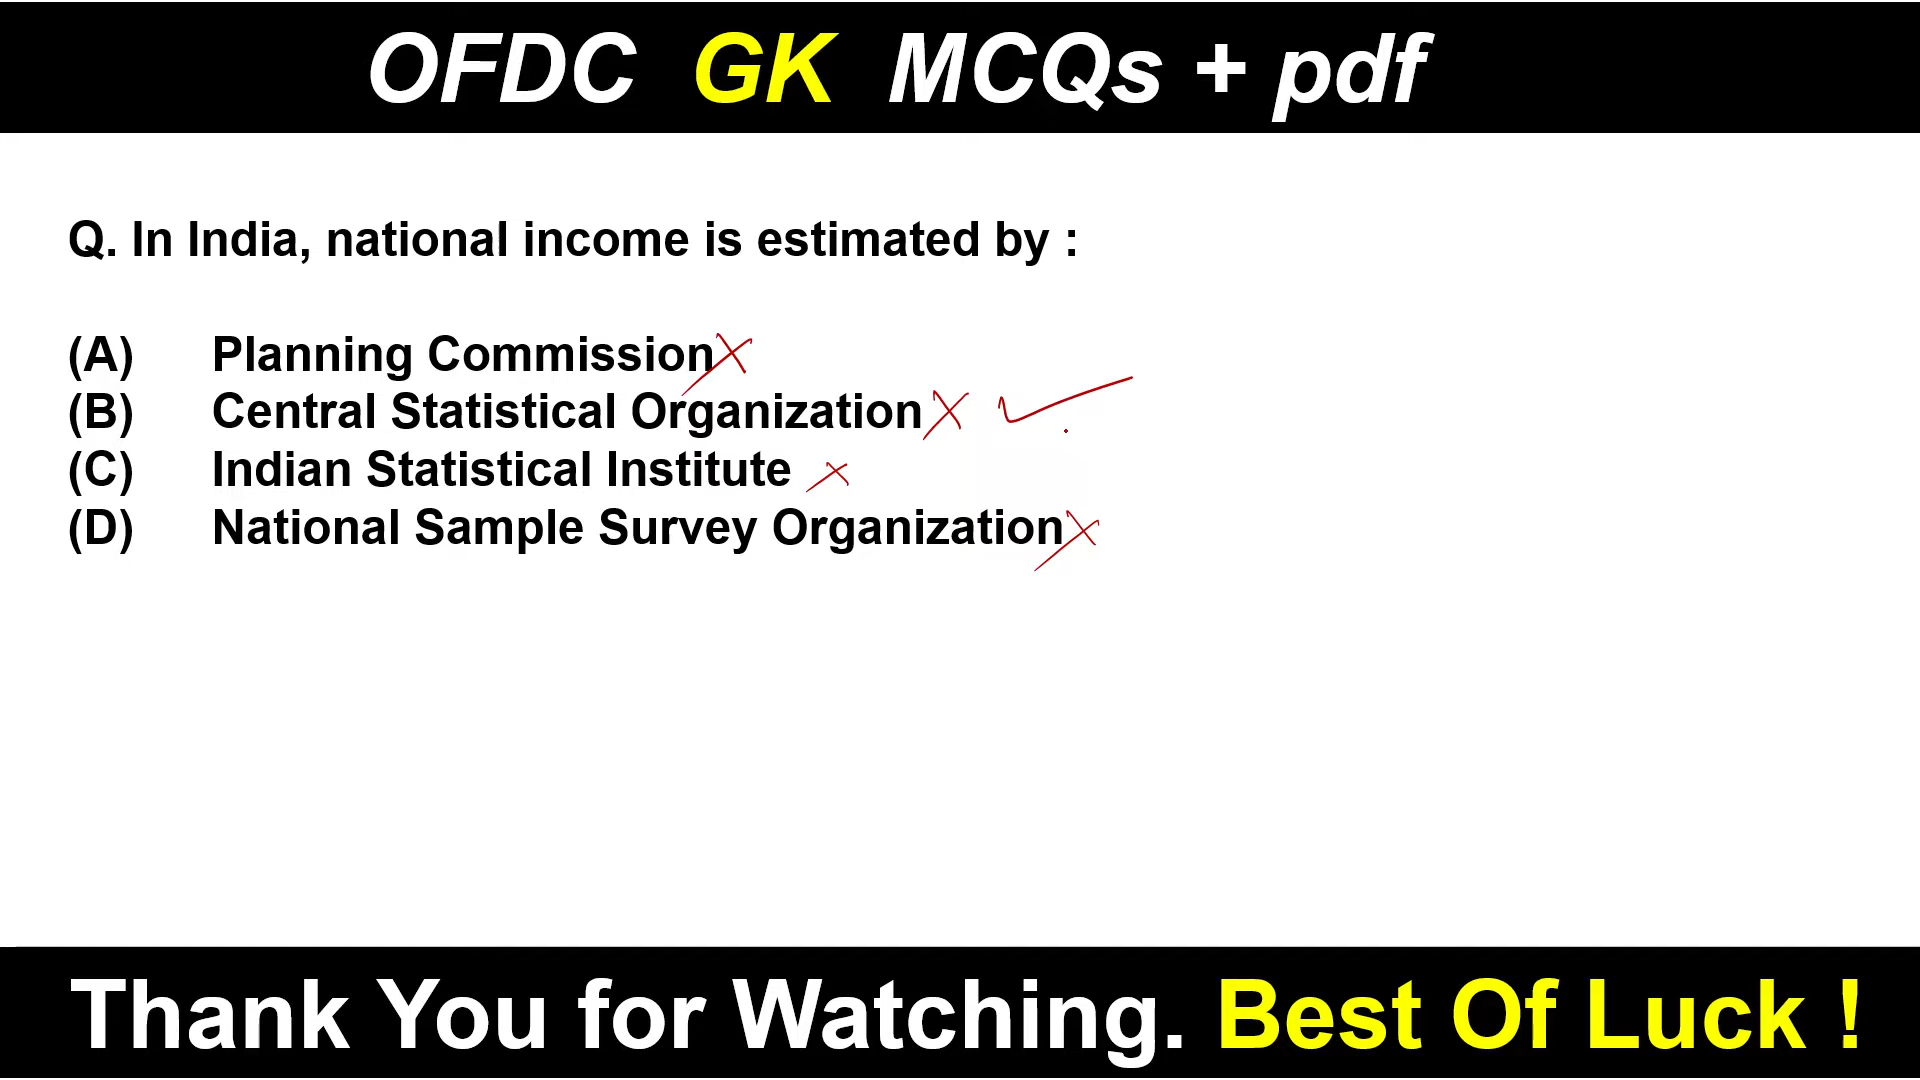 OFDC GK MCQs + pdf
Q. In India, national income is estimated by :
(A) Planning Commission
(B) Central Statistical Organization
(C) Indian Statistical Institute
(D) National Sample Survey Organization
Thank You for Watching. Best Of Luck !